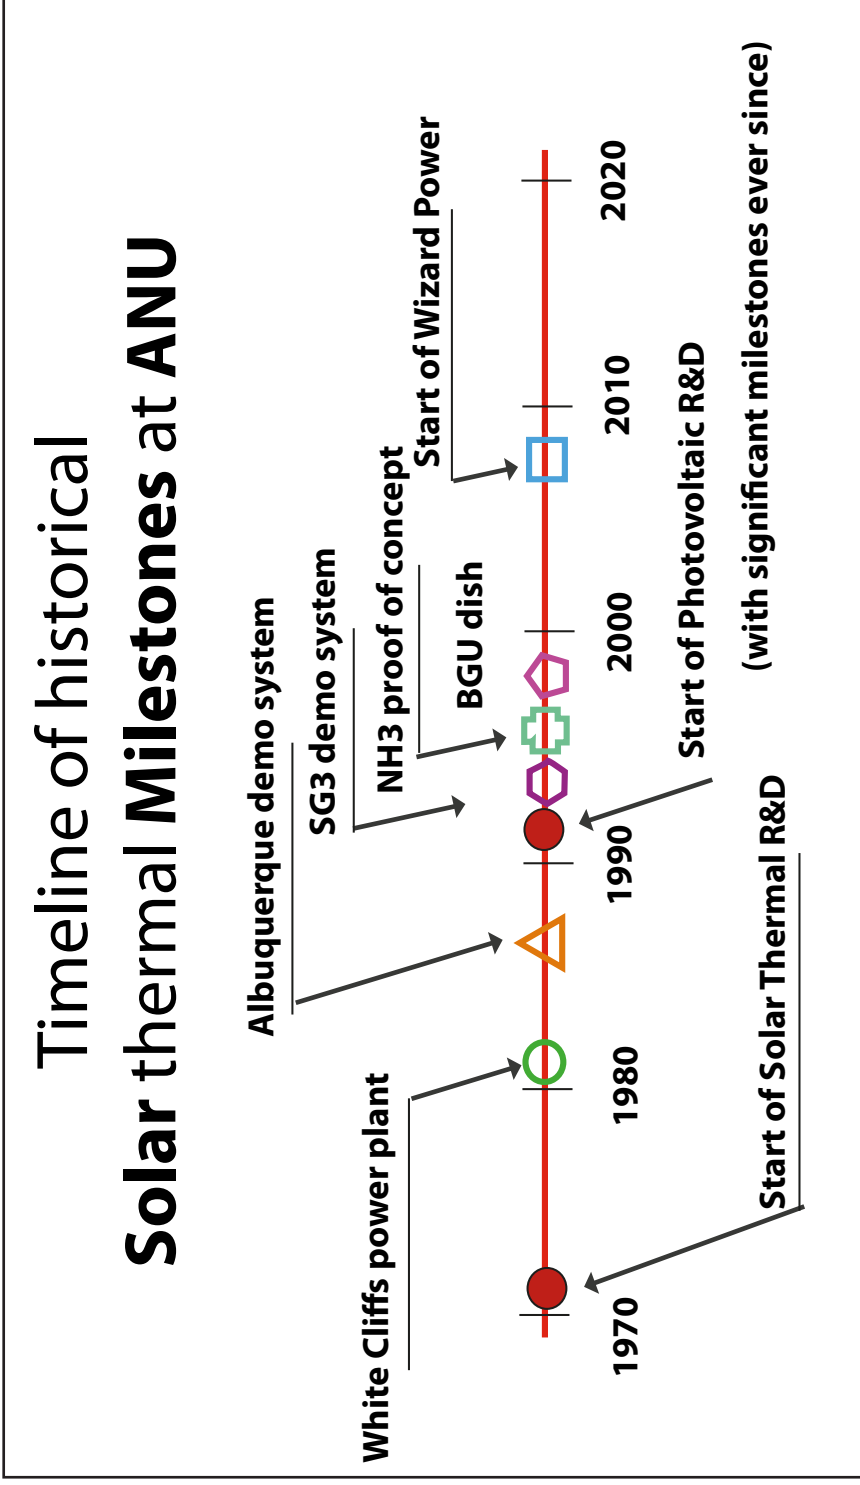 Timeline of historical
Solar thermal Milestones at ANU
Albuquerque demo system
SG3 demo system
NH3 proof of concept
White Cliffs power plant
Start of Wizard Power
BGU dish
1970
1980
1990
2000
2010
2020
Start of Photovoltaic R&D
(with significant milestones ever since)
Start of Solar Thermal R&D